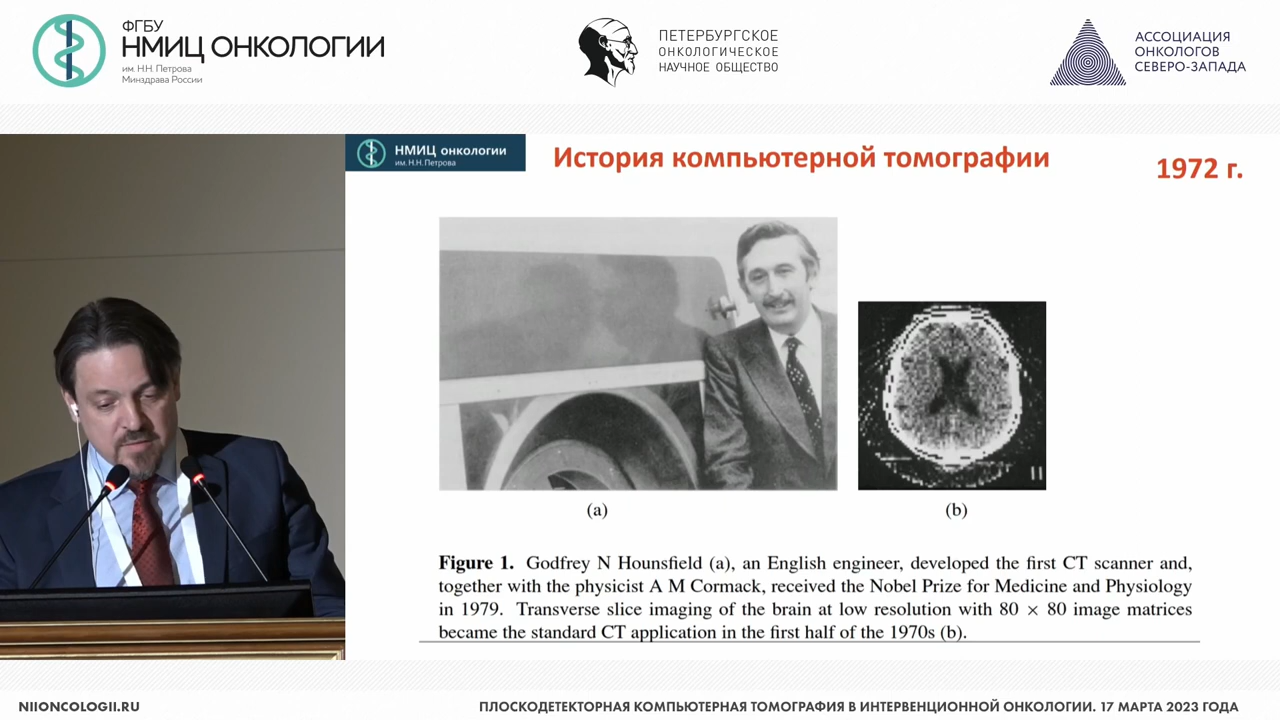 ФГБУ
НМИЦ ОНКОЛОГИИ
им. Н.Н. Петрова
Минздрава России
ПЕТЕРБУРГСКОЕ
ОНКОЛОГИЧЕСКОЕ
НАУЧНОЕ ОБЩЕСТВО
АССОЦИАЦИЯ
ОНКОЛОГОВ
СЕВЕРО-ЗАПАДА
НМИЦ онкологии
им. Н.Н.Петрова
История компьютерной томографии
1972 г.
(a)
(b)
Figure 1. Godfrey N Hounsfield (a), an English engineer, developed the first CT scanner and,
together with the physicist A M Cormack, received the Nobel Prize for Medicine and Physiology
in 1979. Transverse slice imaging of the brain at low resolution with 80 × 80 image matrices
became the standard CT application in the first half of the 1970s (b).
NIIONCOLOGII.RU
ПЛОСКОДЕТЕКТОРНАЯ КОМПЬЮТЕРНАЯ ТОМОГРАФИЯ В ИНТЕРВЕНЦИОННОЙ ОНКОЛОГИИ. 17 МАРТА 2023 ГОДА